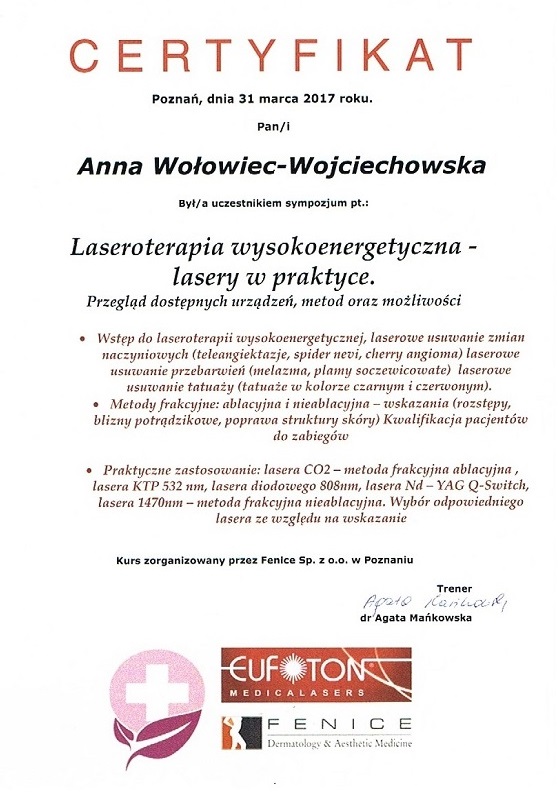 CERTYFIKAT
Poznań, dnia 31 marca 2017 roku.
Pan/i
Anna Wołowiec-Wojciechowska
Był/a uczestnikiem sympozjum pt.:
Laseroterapia wysokoenergetyczna -
lasery w praktyce.
Przegląd dostępnych urządzeń, metod oraz możliwości
• Wstęp do laseroterapii wysokoenergetycznej, laserowe usuwanie zmian
naczyniowych (teleangiektazje, spider nevi, cherry angioma) laserowe
usuwanie przebarwień (melazma, plamy soczewicowate) laserowe
usuwanie tatuaży (tatuaże w kolorze czarnym i czerwonym).
• Metody frakcyjne: ablacyjna i nieablacyjna – wskazania (rozstępy,
blizny potrądzikowe, poprawa struktury skóry) Kwalifikacja pacjentów
do zabiegów
• Praktyczne zastosowanie: lasera CO2 – metoda frakcyjna ablacyjna ,
lasera KTP 532 nm, lasera diodowego 808nm, lasera Nd – YAG Q-Switch,
lasera 1470nm – metoda frakcyjna nieablacyjna. Wybór odpowiedniego
lasera ze względu na wskazanie
Kurs zorganizowany przez Fenice Sp. z o.o. w Poznaniu
Trener
Agata Mańkowska
dr Agata Mańkowska
EUFOTON
MEDICALASERS
FENICE
Dermatology & Aesthetic Medicine